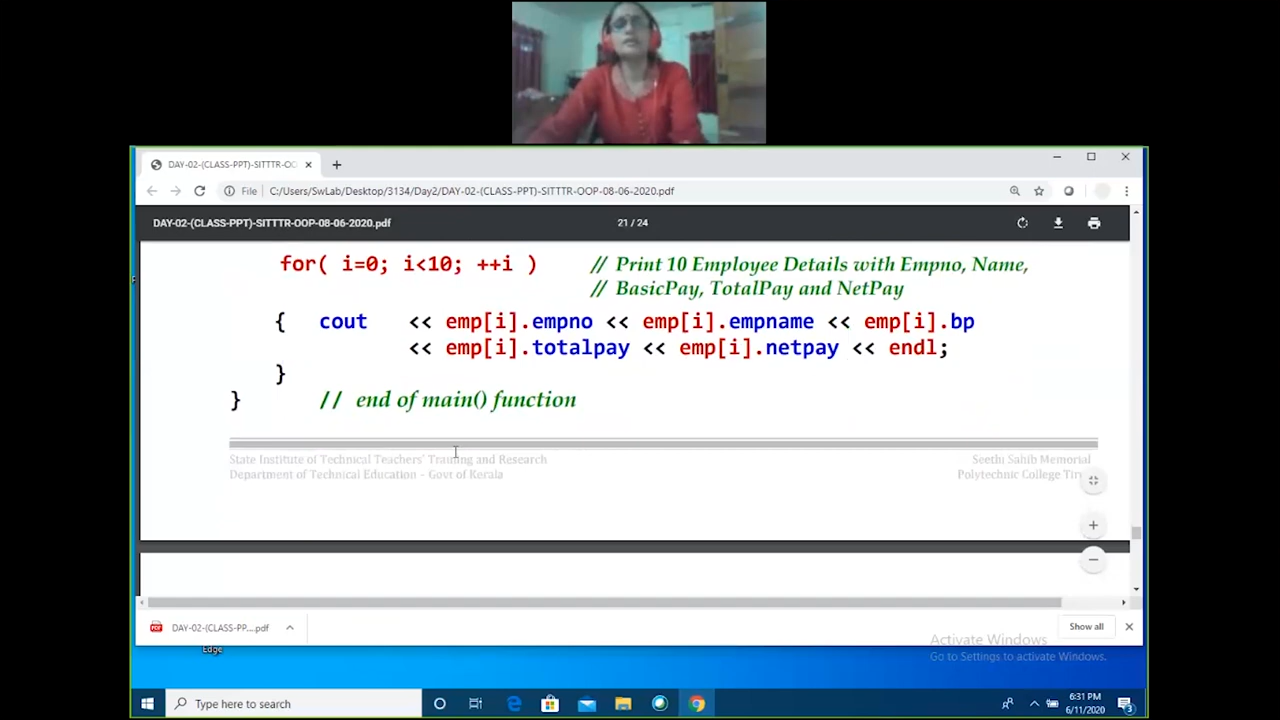 DAY-02-(CLASS-PPT)-SITTTR-OO
File C:/Users/SwLab/Desktop/3134/Day2/DAY-02-(CLASS-PPT)-SITTTR-OOP-08-06-2020.pdf
DAY-02-(CLASS-PPT)-SITTTR-OOP-08-06-2020.pdf 21 / 24
for( i=0; i<10; ++i ) // Print 10 Employee Details with Empno, Name,
// BasicPay, TotalPay and NetPay
{ cout << emp[i].empno << emp[i].empname << emp[i].bp
<< emp[i].totalpay << emp[i].netpay << endl;
}
} // end of main() function
State Institute of Technical Teachers' Training and Research Seethi Sahib Memorial
Department of Technical Education - Govt of Kerala Polytechnic College
DAY-02-(CLASS-PP....pdf Show all
Activate Windows
Go to Settings to activate Windows.
Edge
Type here to search 6:31 PM
6/11/2020
3